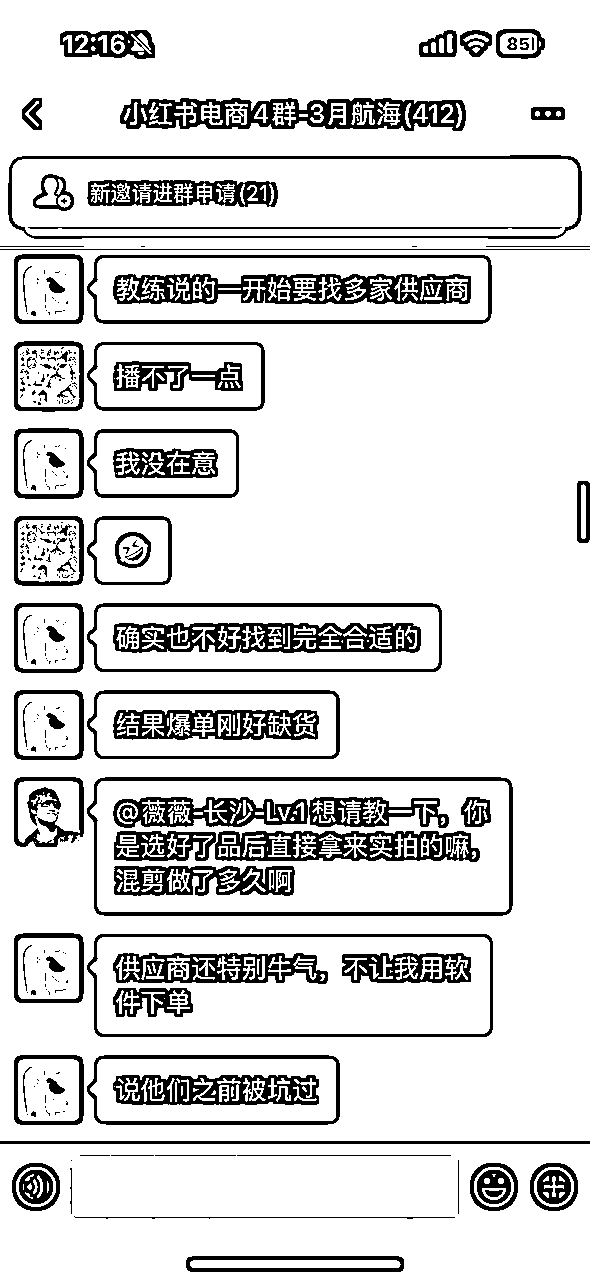 12:16
85
小红书电商4群-3月航海(412)
新邀请进群申请(21)
教练说的一开始要找多家供应商
播不了一点
我没在意
确实也不好找到完全合适的
结果爆单刚好缺货
@薇薇-长沙-Lv.1想请教一下，你
是选好了品后直接拿来实拍的嘛，
混剪做了多久啊
供应商还特别牛气，不让我用软
件下单
说他们之前被坑过